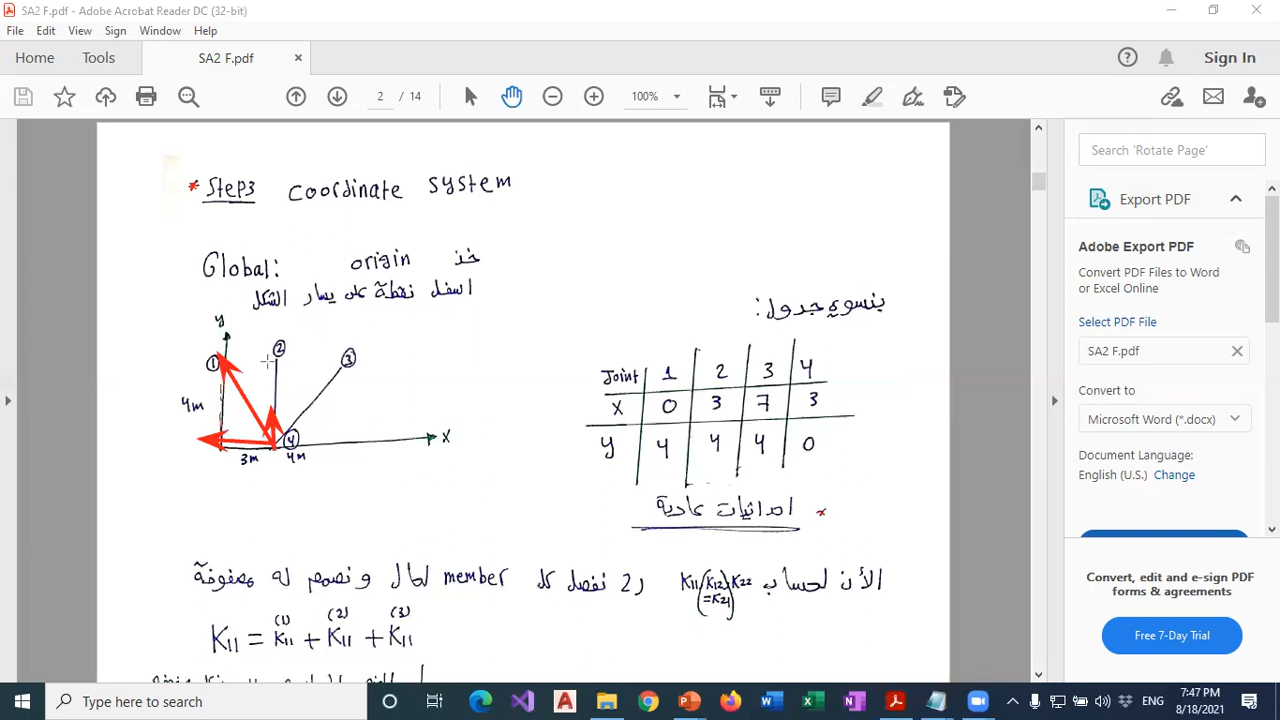 SA2 F.pdf - Adobe Acrobat Reader DC (32-bit)
File Edit View Sign Window Help
Home Tools SA2 F.pdf × Sign In
2 / 14 100%
* Step3 Coordinate system
Global: origin خذ
اسفل نقطة على يسار الشكل
بنسوي جدول:
y
① ② ③
4m
④ X
3m 4m
Joint 1 2 3 4
X 0 3 7 3
y 4 4 4 0
احداثيات عادية *
الأن لحساب K11 (K12) K22 (=K21) ر2 نفصل كل member لحال ونصمم له مصفوفة
K11 = K11(1) + K11(2) + K11(3)
Search 'Rotate Page'
Export PDF
Adobe Export PDF
Convert PDF Files to Word
or Excel Online
Select PDF File
SA2 F.pdf ×
Convert to
Microsoft Word (*.docx)
Document Language:
English (U.S.) Change
Convert, edit and e-sign PDF
forms & agreements
Free 7-Day Trial
Type here to search
ENG
7:47 PM
8/18/2021